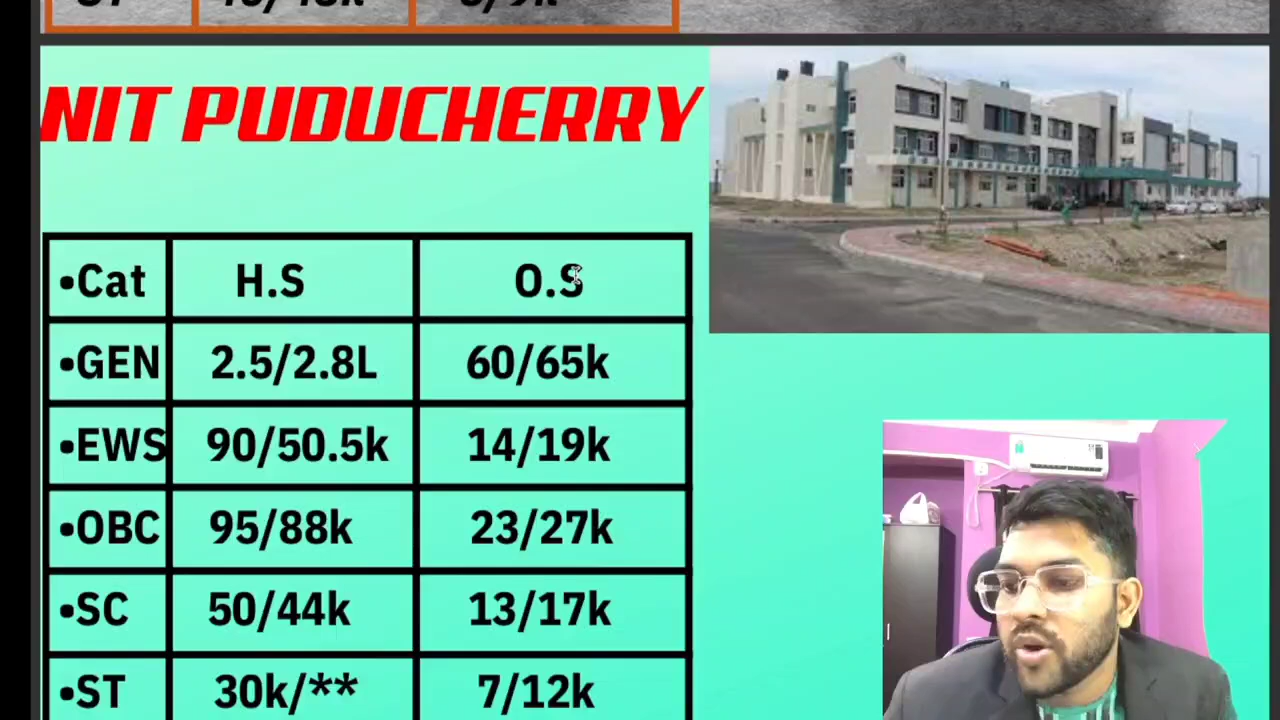 NIT PUDUCHERRY
•Cat H.S O.S
•GEN 2.5/2.8L 60/65k
•EWS 90/50.5k 14/19k
•OBC 95/88k 23/27k
•SC 50/44k 13/17k
•ST 30k/** 7/12k